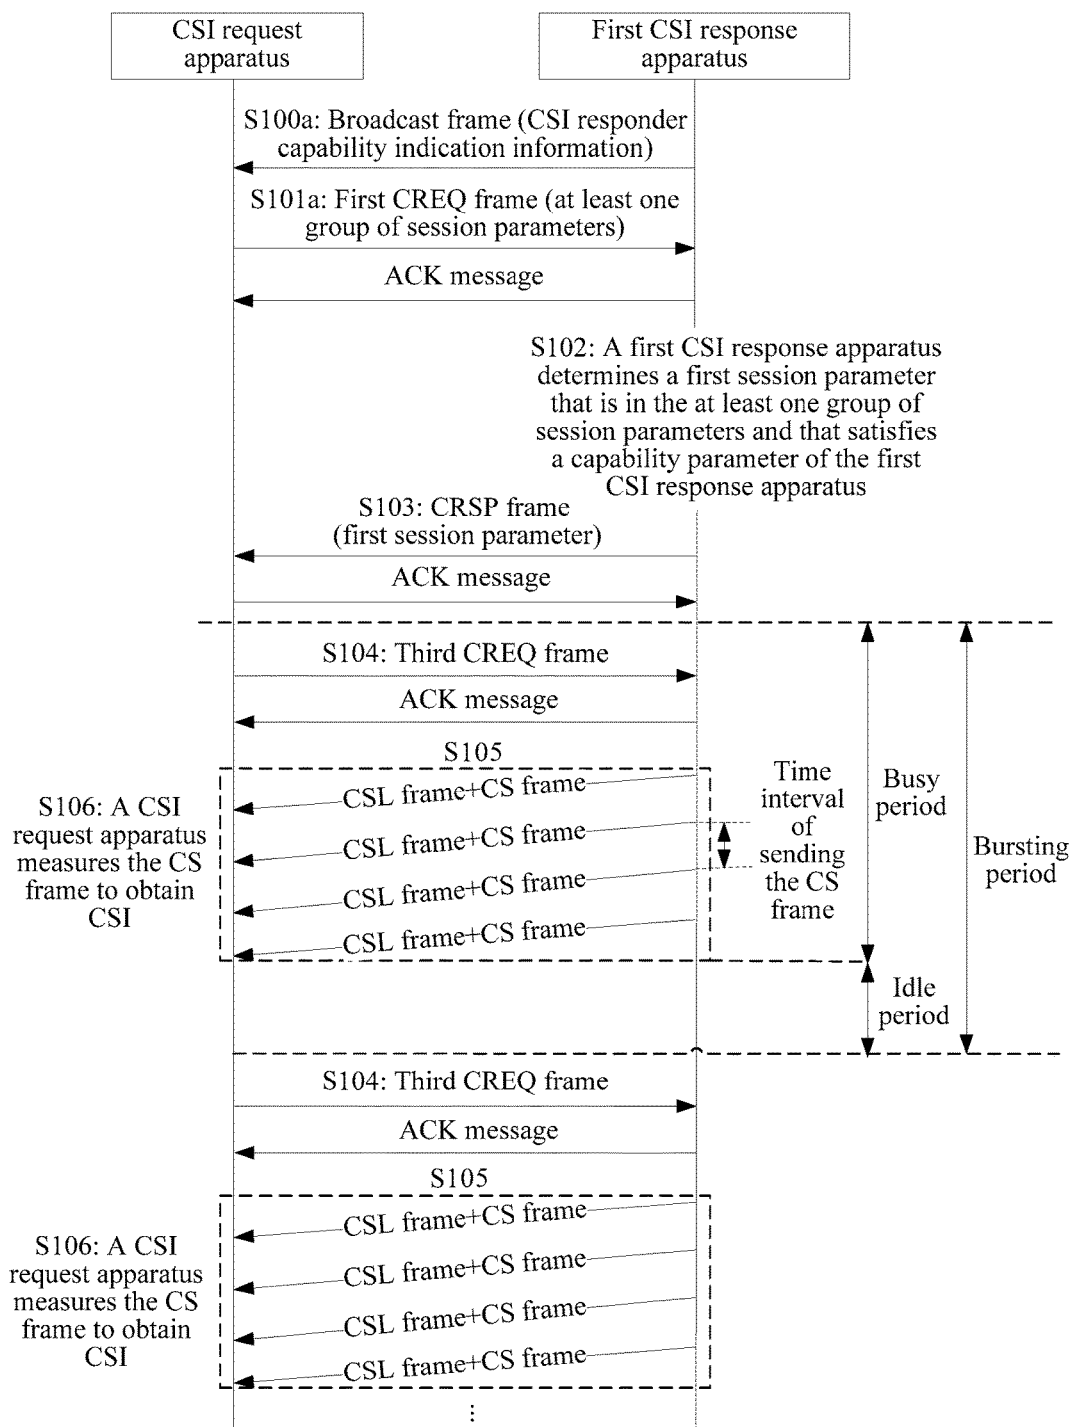 CSI request
apparatus
First CSI response
apparatus
S100a: Broadcast frame (CSI responder
capability indication information)
S101a: First CREQ frame (at least one
group of session parameters)
ACK message
S102: A first CSI response apparatus
determines a first session parameter
that is in the at least one group of
session parameters and that satisfies
a capability parameter of the first
CSI response apparatus
S103: CRSP frame
(first session parameter)
ACK message
S104: Third CREQ frame
ACK message
S105
CSL frame+CS frame
CSL frame+CS frame
CSL frame+CS frame
CSL frame+CS frame
S106: A CSI
request apparatus
measures the CS
frame to obtain
CSI
Time
interval
of
sending
the CS
frame
Busy
period
Bursting
period
Idle
period
S104: Third CREQ frame
ACK message
S105
CSL frame+CS frame
CSL frame+CS frame
CSL frame+CS frame
CSL frame+CS frame
S106: A CSI
request apparatus
measures the CS
frame to obtain
CSI
⋮